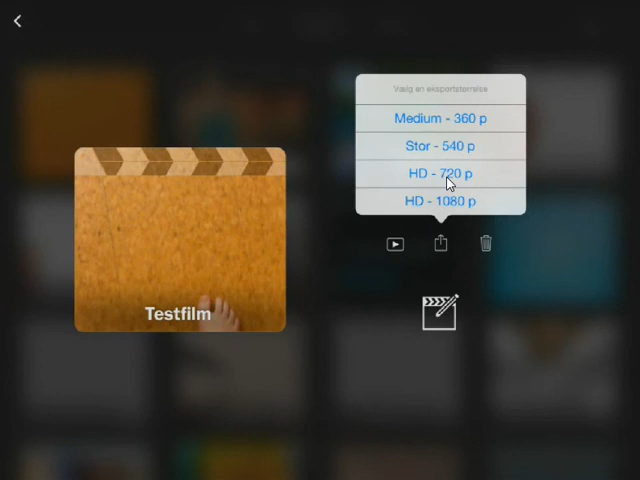 Vælg en eksportstørrelse
Medium - 360 p
Stor - 540 p
HD - 720 p
HD - 1080 p
Testfilm